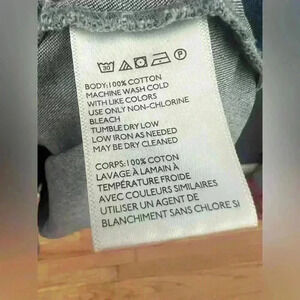 30 P
BODY:100% COTTON
MACHINE WASH COLD
WITH LIKE COLORS
USE ONLY NON-CHLORINE
BLEACH
TUMBLE DRY LOW
LOW IRON AS NEEDED
MAY BE DRY CLEANED
CORPS:100% COTON
LAVAGE À LAMAIN À
TEMPÉRATURE FROIDE
AVEC COULEURS SIMILAIRES
UTILISER UN AGENT DE
BLANCHIMENT SANS CHLORE SI